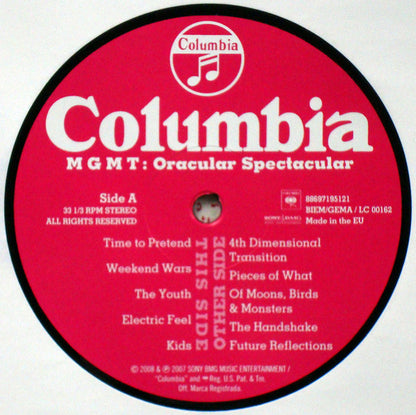 Columbia
Columbia
MGMT: Oracular Spectacular
Side A
33 1/3 RPM STEREO
ALL RIGHTS RESERVED
88697195121
BIEM/GEMA / LC 00162
Made in the EU
SONY BMG
THIS SIDE
Time to Pretend
Weekend Wars
The Youth
Electric Feel
Kids
OTHER SIDE
4th Dimensional
Transition
Pieces of What
Of Moons, Birds
& Monsters
The Handshake
Future Reflections
© 2008 & ℗ 2007 SONY BMG MUSIC ENTERTAINMENT /
"Columbia" and Reg. U.S. Pat. & Tm.
Off. Marca Registrada.